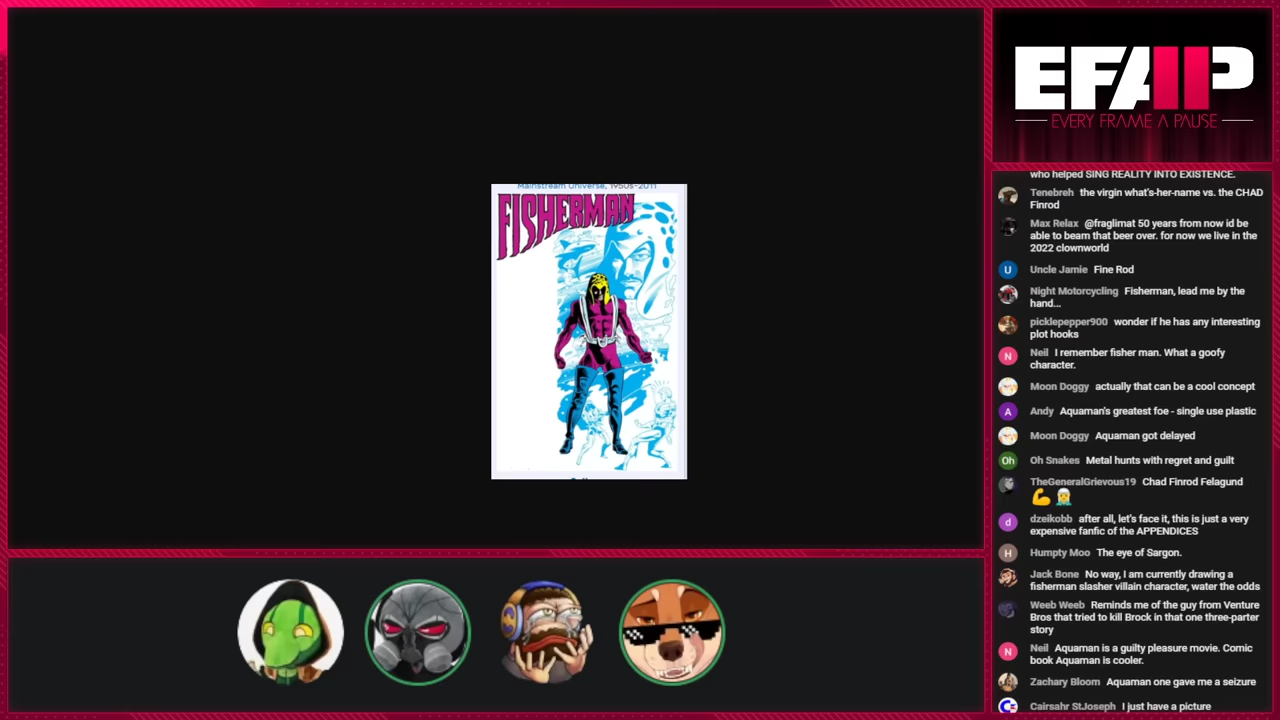 Mainstream Universe, 1950s-2011
FISHERMAN
EFAP
EVERY FRAME A PAUSE
who helped SING REALITY INTO EXISTENCE.
Tenebreh the virgin what's-her-name vs. the CHAD
Finrod
Max Relax @fraglimat 50 years from now id be
able to beam that beer over. for now we live in the
2022 clownworld
U
Uncle Jamie Fine Rod
Night Motorcycling Fisherman, lead me by the
hand...
picklepepper900 wonder if he has any interesting
plot hooks
N
Neil I remember fisher man. What a goofy
character.
Moon Doggy actually that can be a cool concept
A
Andy Aquaman's greatest foe - single use plastic
Moon Doggy Aquaman got delayed
Oh
Oh Snakes Metal hunts with regret and guilt
TheGeneralGrievous19 Chad Finrod Felagund
💪🧝‍♂️
d
dzeikobb after all, let's face it, this is just a very
expensive fanfic of the APPENDICES
H
Humpty Moo The eye of Sargon.
Jack Bone No way, I am currently drawing a
fisherman slasher villain character, water the odds
Weeb Weeb Reminds me of the guy from Venture
Bros that tried to kill Brock in that one three-parter
story
N
Neil Aquaman is a guilty pleasure movie. Comic
book Aquaman is cooler.
Zachary Bloom Aquaman one gave me a seizure
Cairsahr StJoseph I just have a picture